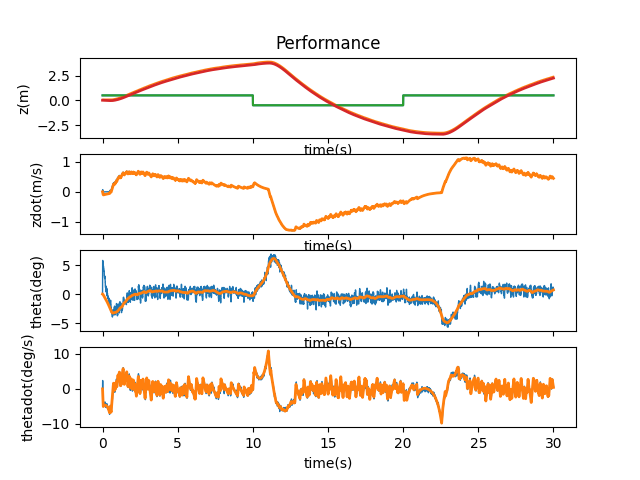 Performance
z(m)
2.5
0.0
−2.5
time(s)
zdot(m/s)
1
0
−1
time(s)
theta(deg)
5
0
−5
time(s)
thetadot(deg/s)
10
0
−10
0 5 10 15 20 25 30
time(s)